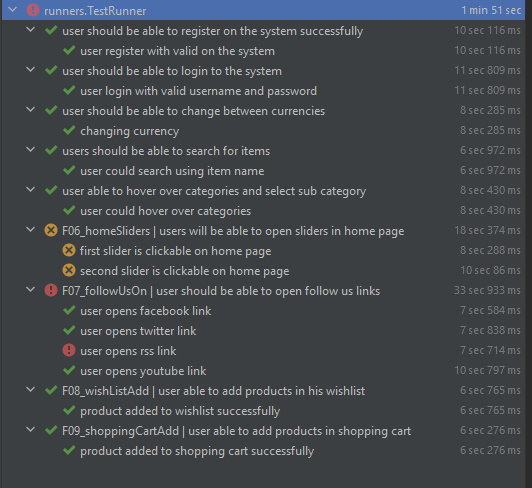 runners.TestRunner 1 min 51 sec
user should be able to register on the system successfully 10 sec 116 ms
user register with valid on the system 10 sec 116 ms
user should be able to login to the system 11 sec 809 ms
user login with valid username and password 11 sec 809 ms
user should be able to change between currencies 8 sec 285 ms
changing currency 8 sec 285 ms
users should be able to search for items 6 sec 972 ms
user could search using item name 6 sec 972 ms
user able to hover over categories and select sub category 8 sec 430 ms
user could hover over categories 8 sec 430 ms
F06_homeSliders | users will be able to open sliders in home page 18 sec 374 ms
first slider is clickable on home page 8 sec 288 ms
second slider is clickable on home page 10 sec 86 ms
F07_followUsOn | user should be able to open follow us links 33 sec 933 ms
user opens facebook link 7 sec 584 ms
user opens twitter link 7 sec 838 ms
user opens rss link 7 sec 714 ms
user opens youtube link 10 sec 797 ms
F08_wishListAdd | user able to add products in his wishlist 6 sec 765 ms
product added to wishlist successfully 6 sec 765 ms
F09_shoppingCartAdd | user able to add products in shopping cart 6 sec 276 ms
product added to shopping cart successfully 6 sec 276 ms